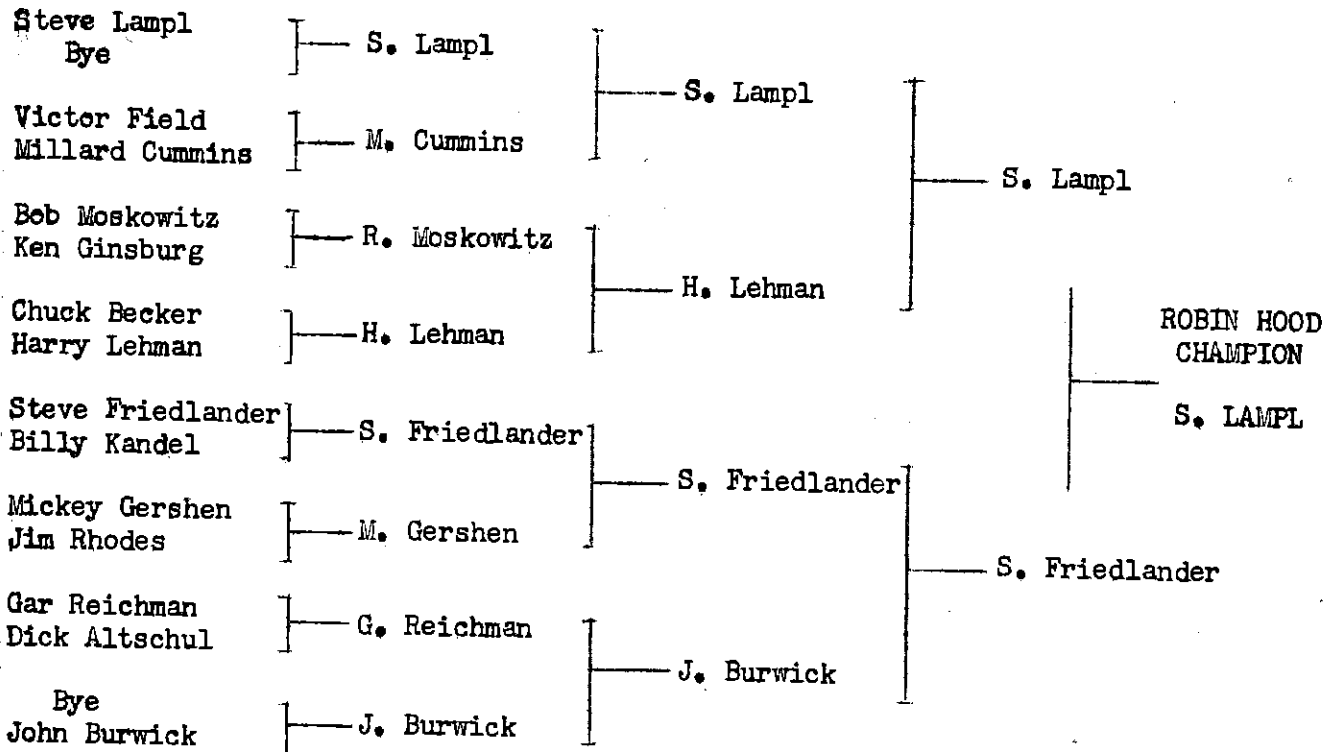 Steve Lampl
Bye
S. Lampl
Victor Field
Millard Cummins
M. Cummins
S. Lampl
Bob Moskowitz
Ken Ginsburg
R. Moskowitz
Chuck Becker
Harry Lehman
H. Lehman
H. Lehman
S. Lampl
Steve Friedlander
Billy Kandel
S. Friedlander
Mickey Gershen
Jim Rhodes
M. Gershen
S. Friedlander
Gar Reichman
Dick Altschul
G. Reichman
Bye
John Burwick
J. Burwick
J. Burwick
S. Friedlander
ROBIN HOOD
CHAMPION
S. LAMPL